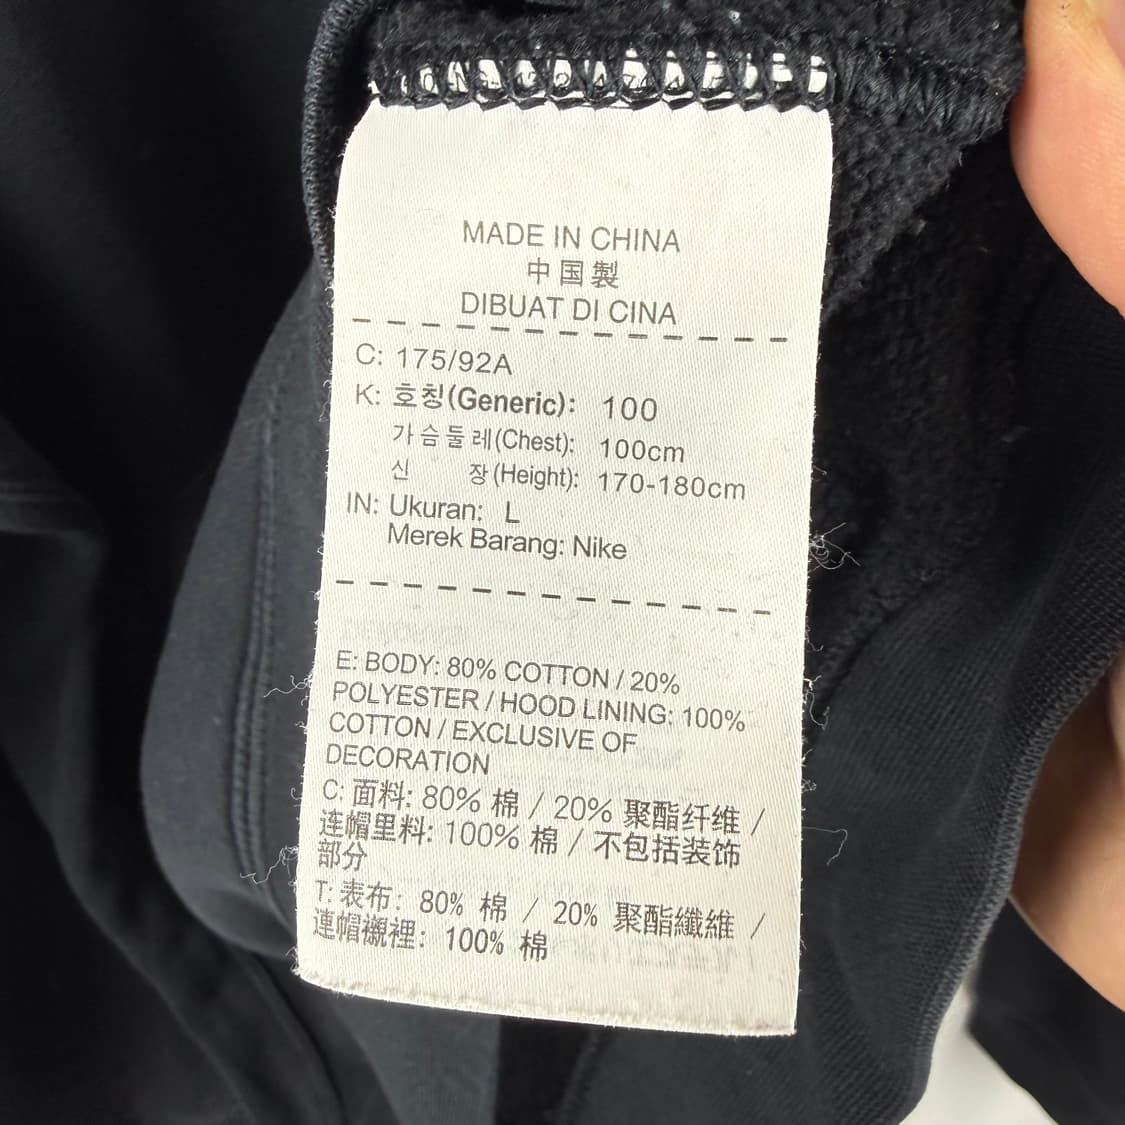 MADE IN CHINA
中国製
DIBUAT DI CINA
C: 175/92A
K: 호칭(Generic): 100
가슴둘레(Chest): 100cm
신 장(Height): 170-180cm
IN: Ukuran: L
Merek Barang: Nike
E: BODY: 80% COTTON / 20%
POLYESTER / HOOD LINING: 100%
COTTON / EXCLUSIVE OF
DECORATION
C: 面料: 80% 棉 / 20% 聚酯纤维 /
连帽里料: 100% 棉 / 不包括装饰
部分
T: 表布: 80% 棉 / 20% 聚酯纖維 /
連帽襯裡: 100% 棉